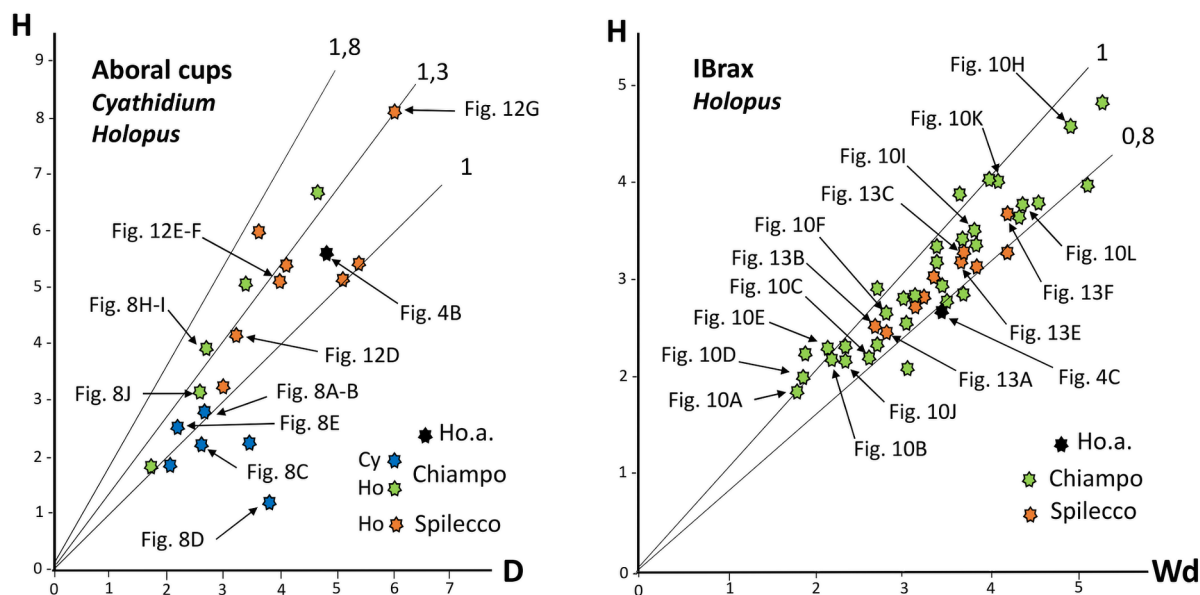 H
Aboral cups
Cyathidium
Holopus
1,8
1,3
1
Fig. 12G
Fig. 12E-F
Fig. 8H-I
Fig. 4B
Fig. 12D
Fig. 8J
Fig. 8A-B
Fig. 8E
Fig. 8C
Fig. 8D
Ho.a.
Cy
Ho
Chiampo
Ho Spilecco
9
8
7
6
5
4
3
2
1
0
0 1 2 3 4 5 6 7 D
H
IBrax
Holopus
1
0,8
Fig. 10H
Fig. 10K
Fig. 10I
Fig. 13C
Fig. 10F
Fig. 13B
Fig. 10C
Fig. 10E
Fig. 10D
Fig. 10A
Fig. 10L
Fig. 13F
Fig. 13E
Fig. 4C
Fig. 13A
Fig. 10J
Fig. 10B
Ho.a.
Chiampo
Spilecco
5
4
3
2
1
0
0 1 2 3 4 5 Wd